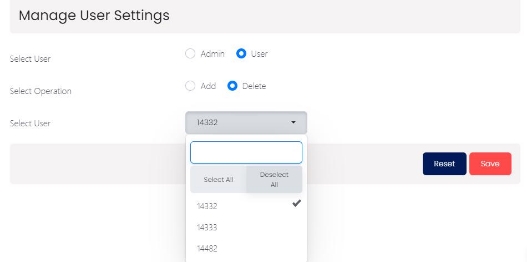 Manage User Settings
Select User
Admin
User
Select Operation
Add
Delete
Select User
14332
Reset
Save
Select All
Deselect
All
14332
14333
14482